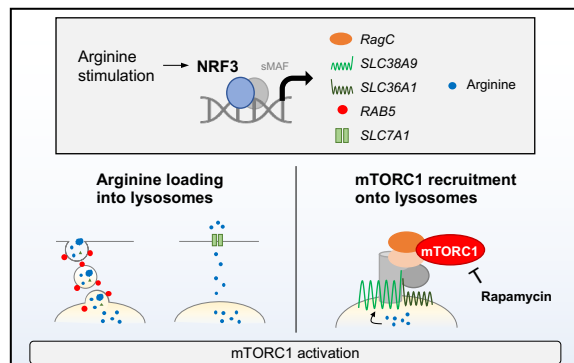 Arginine
stimulation
NRF3
sMAF
RagC
SLC38A9
SLC36A1
RAB5
SLC7A1
Arginine
Arginine loading
into lysosomes
mTORC1 recruitment
onto lysosomes
mTORC1
Rapamycin
mTORC1 activation